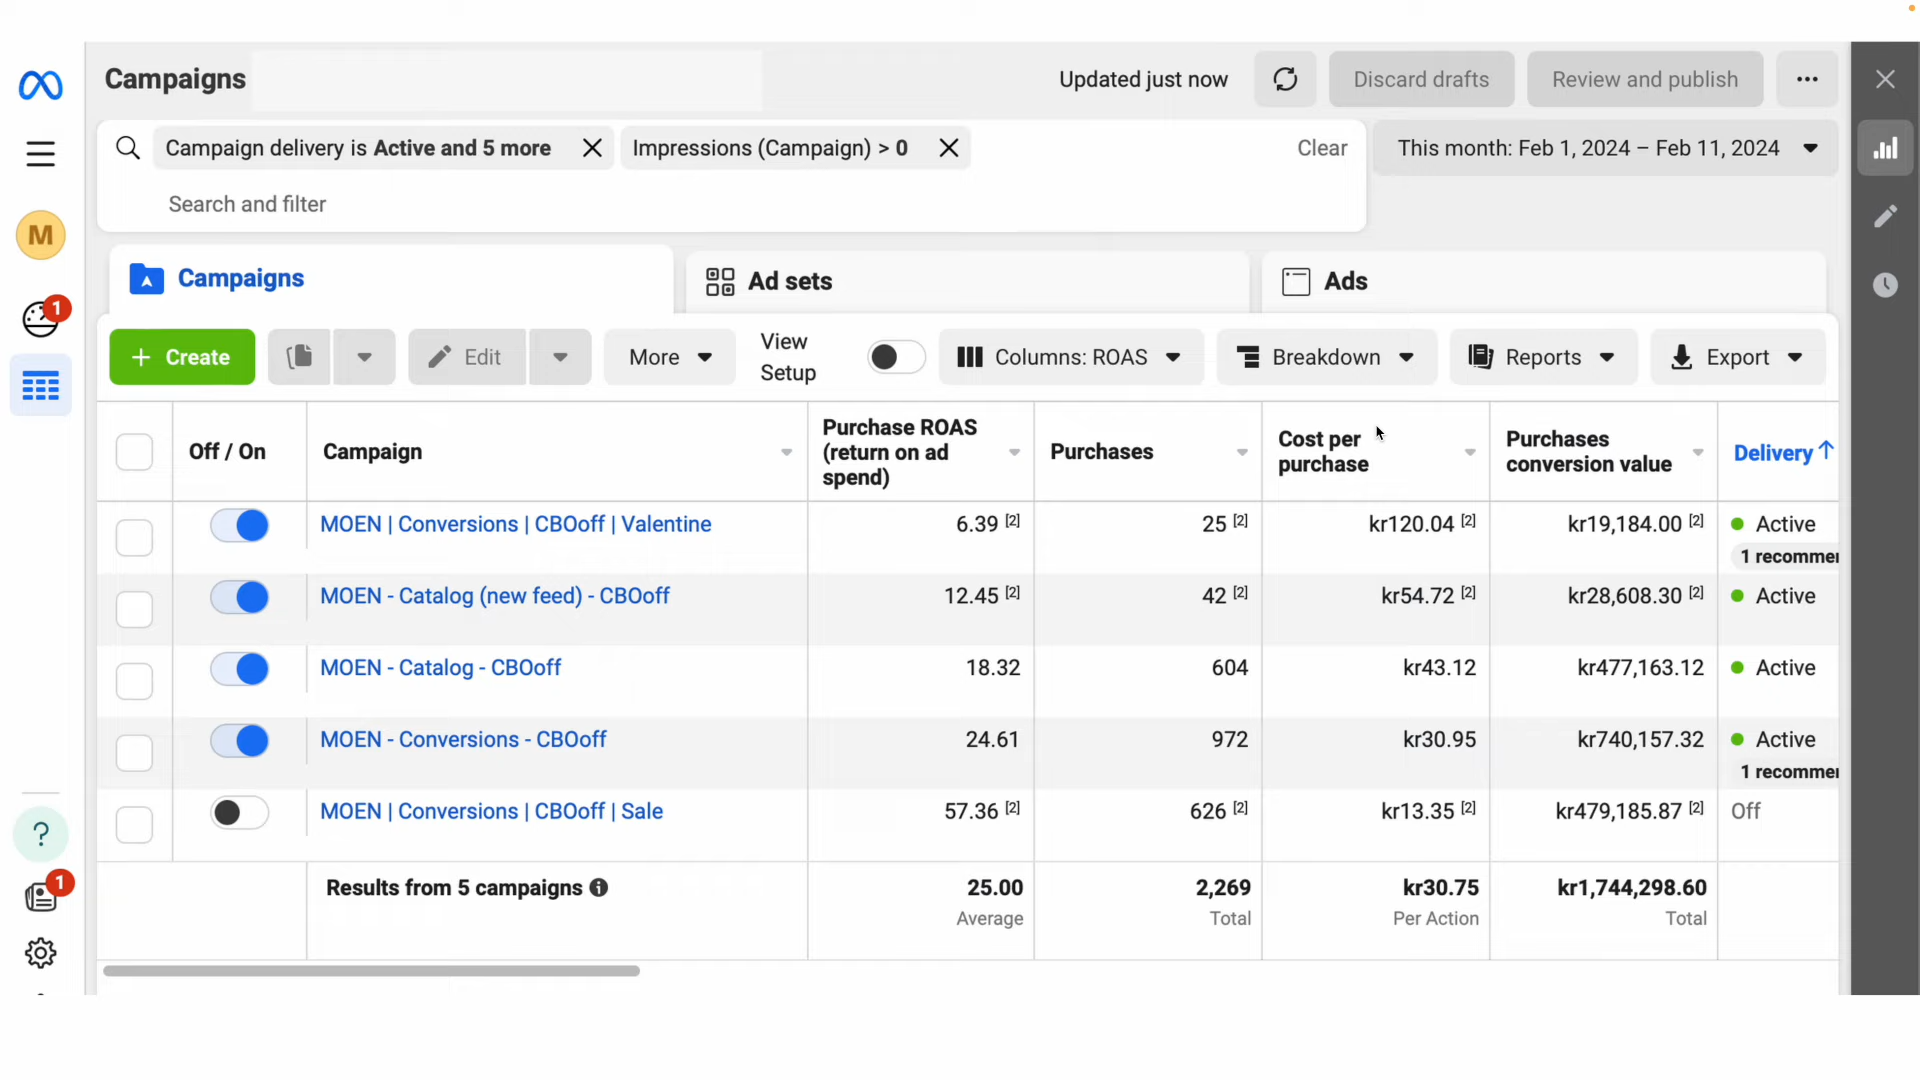 Campaigns
Updated just now
Discard drafts
Review and publish
Campaign delivery is Active and 5 more
Impressions (Campaign) > 0
Clear
This month: Feb 1, 2024 – Feb 11, 2024
Search and filter
M
1
Campaigns
Ad sets
Ads
+ Create
Edit
More
View
Setup
Columns: ROAS
Breakdown
Reports
Export
Off / On
Campaign
Purchase ROAS
(return on ad
spend)
Purchases
Cost per
purchase
Purchases
conversion value
Delivery ↑
MOEN | Conversions | CBOoff | Valentine
6.39 [2]
25 [2]
kr120.04 [2]
kr19,184.00 [2]
Active
1 recommen
MOEN - Catalog (new feed) - CBOoff
12.45 [2]
42 [2]
kr54.72 [2]
kr28,608.30 [2]
Active
MOEN - Catalog - CBOoff
18.32
604
kr43.12
kr477,163.12
Active
MOEN - Conversions - CBOoff
24.61
972
kr30.95
kr740,157.32
Active
1 recommen
MOEN | Conversions | CBOoff | Sale
57.36 [2]
626 [2]
kr13.35 [2]
kr479,185.87 [2]
Off
?
1
Results from 5 campaigns
25.00
Average
2,269
Total
kr30.75
Per Action
kr1,744,298.60
Total